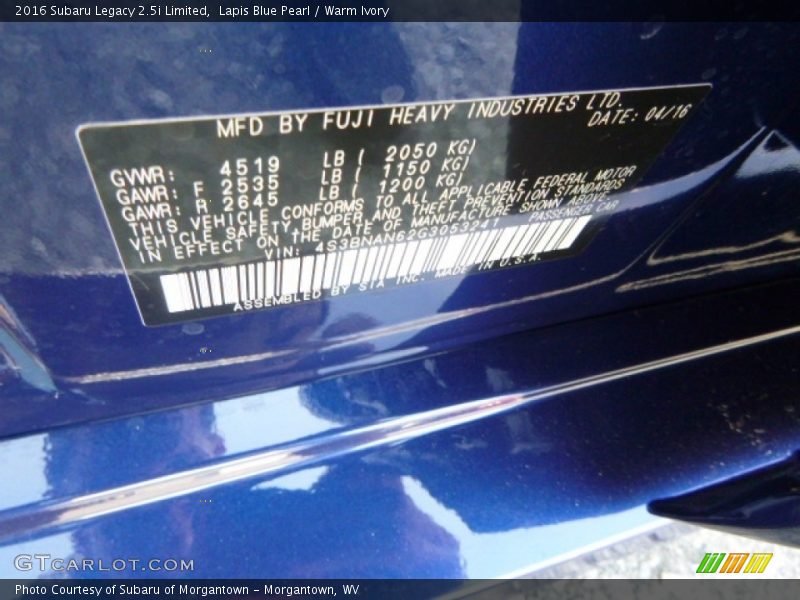 2016 Subaru Legacy 2.5i Limited, Lapis Blue Pearl / Warm Ivory
MFD BY FUJI HEAVY INDUSTRIES LTD.
DATE: 04/16
GVWR: 4519 LB ( 2050 KG)
GAWR: F 2535 LB ( 1150 KG)
GAWR: R 2645 LB ( 1200 KG)
THIS VEHICLE CONFORMS TO ALL APPLICABLE FEDERAL MOTOR
VEHICLE SAFETY, BUMPER, AND THEFT PREVENTION STANDARDS
IN EFFECT ON THE DATE OF MANUFACTURE SHOWN ABOVE.
VIN: 4S3BNAN62G3053241 PASSENGER CAR
ASSEMBLED BY SIA INC. MADE IN U.S.A.
GTCARLOT.COM
Photo Courtesy of Subaru of Morgantown - Morgantown, WV